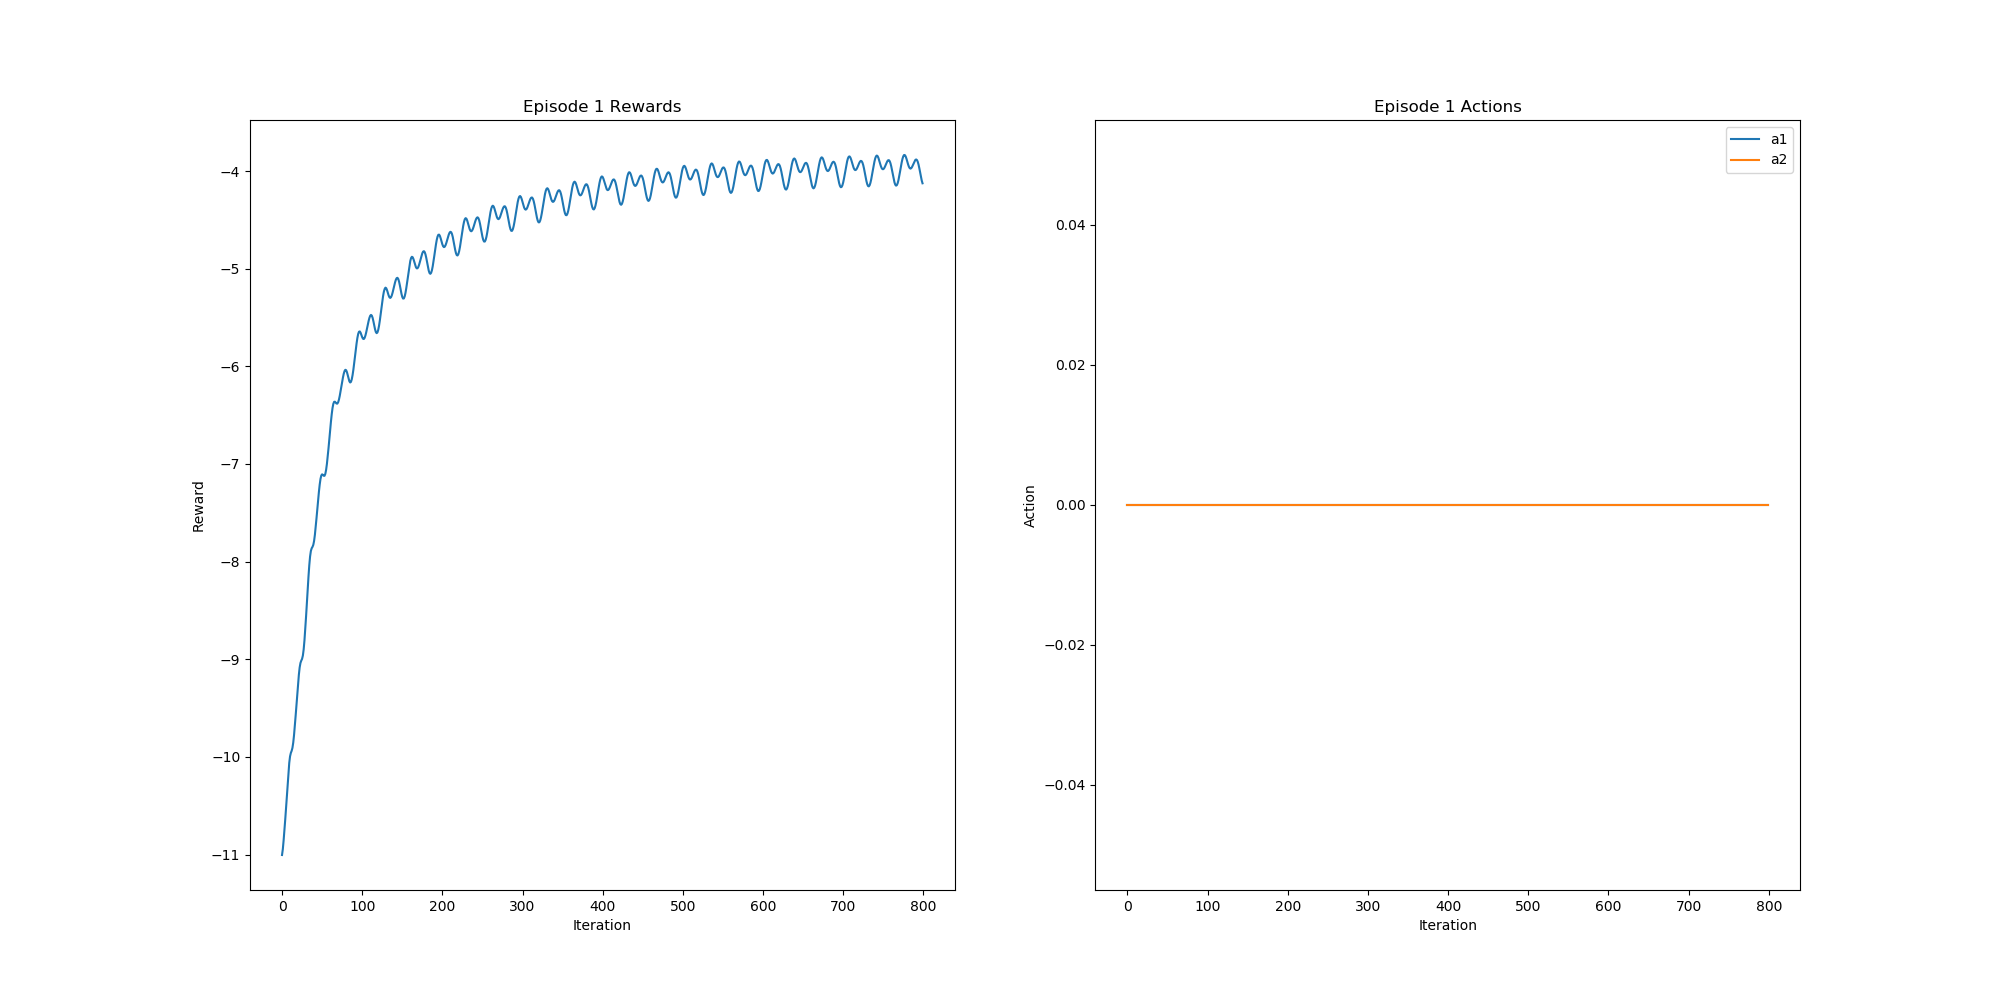 Episode 1 Rewards
Reward
−4
−5
−6
−7
−8
−9
−10
−11
0 100 200 300 400 500 600 700 800
Iteration
Episode 1 Actions
a1
a2
Action
0.04
0.02
0.00
−0.02
−0.04
0 100 200 300 400 500 600 700 800
Iteration